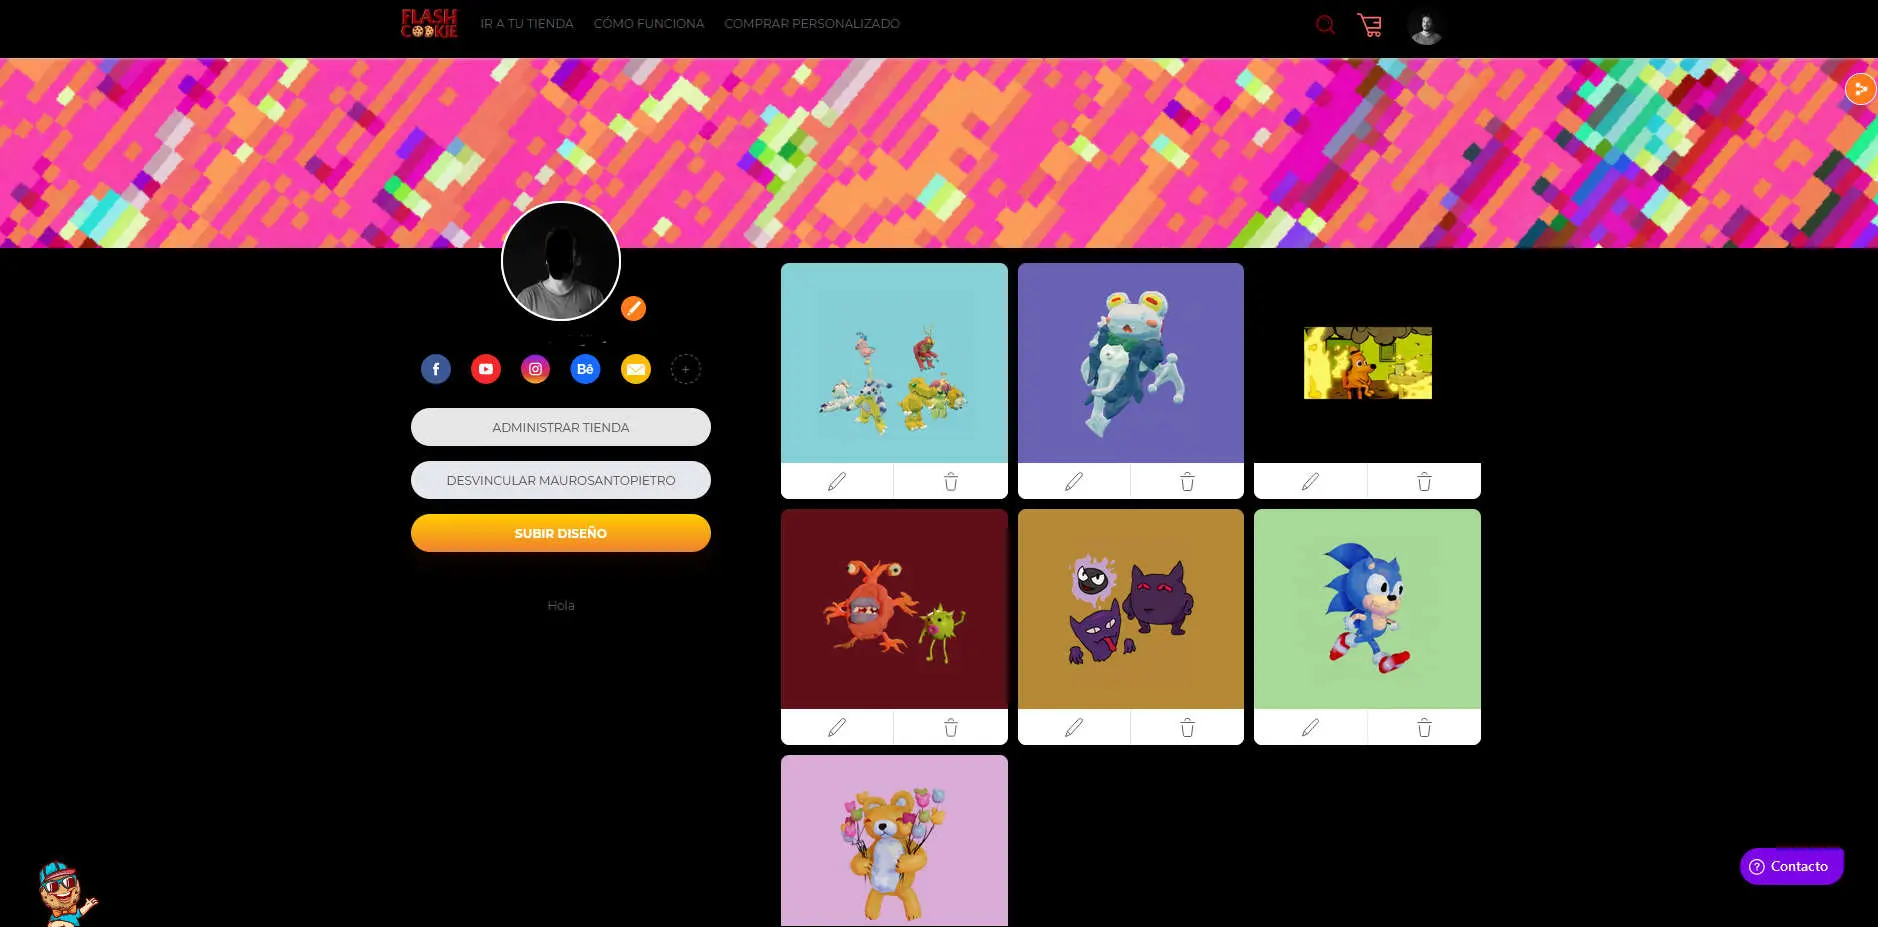 FLASH
COOKIE
IR A TU TIENDA
CÓMO FUNCIONA
COMPRAR PERSONALIZADO
f
Bē
+
ADMINISTRAR TIENDA
DESVINCULAR MAUROSANTOPIETRO
SUBIR DISEÑO
Hola
? Contacto